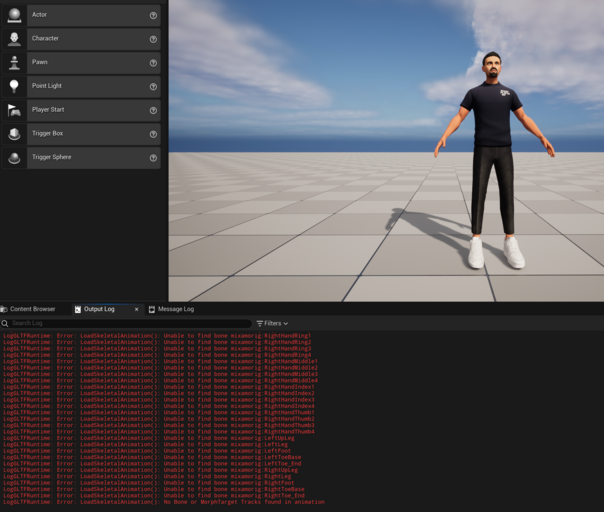 Actor
Character
Pawn
Point Light
Player Start
Trigger Box
Trigger Sphere
Content Browser
Output Log
Message Log
Search Log
Filters
LogGLTFRuntime: Error: LoadSkeletalAnimation(): Unable to find bone mixamorig:RightHandRing1
LogGLTFRuntime: Error: LoadSkeletalAnimation(): Unable to find bone mixamorig:RightHandRing2
LogGLTFRuntime: Error: LoadSkeletalAnimation(): Unable to find bone mixamorig:RightHandRing3
LogGLTFRuntime: Error: LoadSkeletalAnimation(): Unable to find bone mixamorig:RightHandRing4
LogGLTFRuntime: Error: LoadSkeletalAnimation(): Unable to find bone mixamorig:RightHandMiddle1
LogGLTFRuntime: Error: LoadSkeletalAnimation(): Unable to find bone mixamorig:RightHandMiddle2
LogGLTFRuntime: Error: LoadSkeletalAnimation(): Unable to find bone mixamorig:RightHandMiddle3
LogGLTFRuntime: Error: LoadSkeletalAnimation(): Unable to find bone mixamorig:RightHandMiddle4
LogGLTFRuntime: Error: LoadSkeletalAnimation(): Unable to find bone mixamorig:RightHandIndex1
LogGLTFRuntime: Error: LoadSkeletalAnimation(): Unable to find bone mixamorig:RightHandIndex2
LogGLTFRuntime: Error: LoadSkeletalAnimation(): Unable to find bone mixamorig:RightHandIndex3
LogGLTFRuntime: Error: LoadSkeletalAnimation(): Unable to find bone mixamorig:RightHandIndex4
LogGLTFRuntime: Error: LoadSkeletalAnimation(): Unable to find bone mixamorig:RightHandThumb1
LogGLTFRuntime: Error: LoadSkeletalAnimation(): Unable to find bone mixamorig:RightHandThumb2
LogGLTFRuntime: Error: LoadSkeletalAnimation(): Unable to find bone mixamorig:RightHandThumb3
LogGLTFRuntime: Error: LoadSkeletalAnimation(): Unable to find bone mixamorig:RightHandThumb4
LogGLTFRuntime: Error: LoadSkeletalAnimation(): Unable to find bone mixamorig:LeftUpLeg
LogGLTFRuntime: Error: LoadSkeletalAnimation(): Unable to find bone mixamorig:LeftLeg
LogGLTFRuntime: Error: LoadSkeletalAnimation(): Unable to find bone mixamorig:LeftFoot
LogGLTFRuntime: Error: LoadSkeletalAnimation(): Unable to find bone mixamorig:LeftToeBase
LogGLTFRuntime: Error: LoadSkeletalAnimation(): Unable to find bone mixamorig:LeftToe_End
LogGLTFRuntime: Error: LoadSkeletalAnimation(): Unable to find bone mixamorig:RightUpLeg
LogGLTFRuntime: Error: LoadSkeletalAnimation(): Unable to find bone mixamorig:RightLeg
LogGLTFRuntime: Error: LoadSkeletalAnimation(): Unable to find bone mixamorig:RightFoot
LogGLTFRuntime: Error: LoadSkeletalAnimation(): Unable to find bone mixamorig:RightToeBase
LogGLTFRuntime: Error: LoadSkeletalAnimation(): Unable to find bone mixamorig:RightToe_End
LogGLTFRuntime: Error: LoadSkeletalAnimation(): No Bone or MorphTarget Tracks found in animation